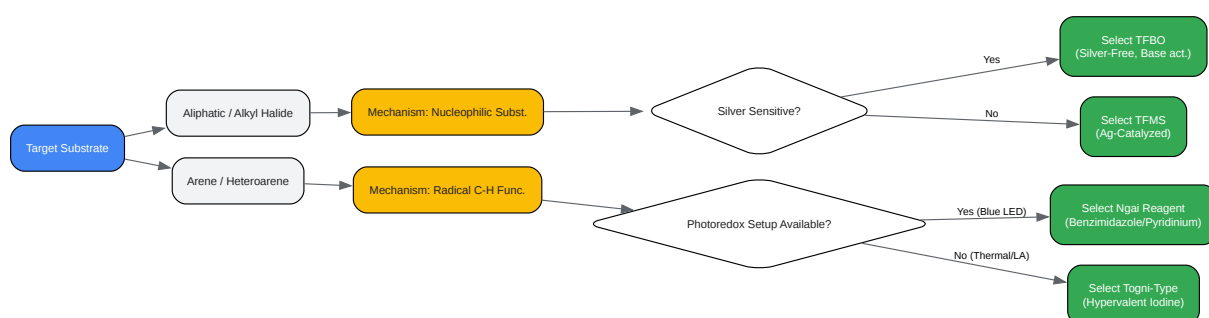 Target Substrate
Aliphatic / Alkyl Halide
Arene / Heteroarene
Mechanism: Nucleophilic Subst.
Mechanism: Radical C-H Func.
Silver Sensitive?
Photoredox Setup Available?
Yes
No
Yes (Blue LED)
No (Thermal/LA)
Select TFBO
(Silver-Free, Base act.)
Select TFMS
(Ag-Catalyzed)
Select Ngai Reagent
(Benzimidazole/Pyridinium)
Select Togni-Type
(Hypervalent Iodine)